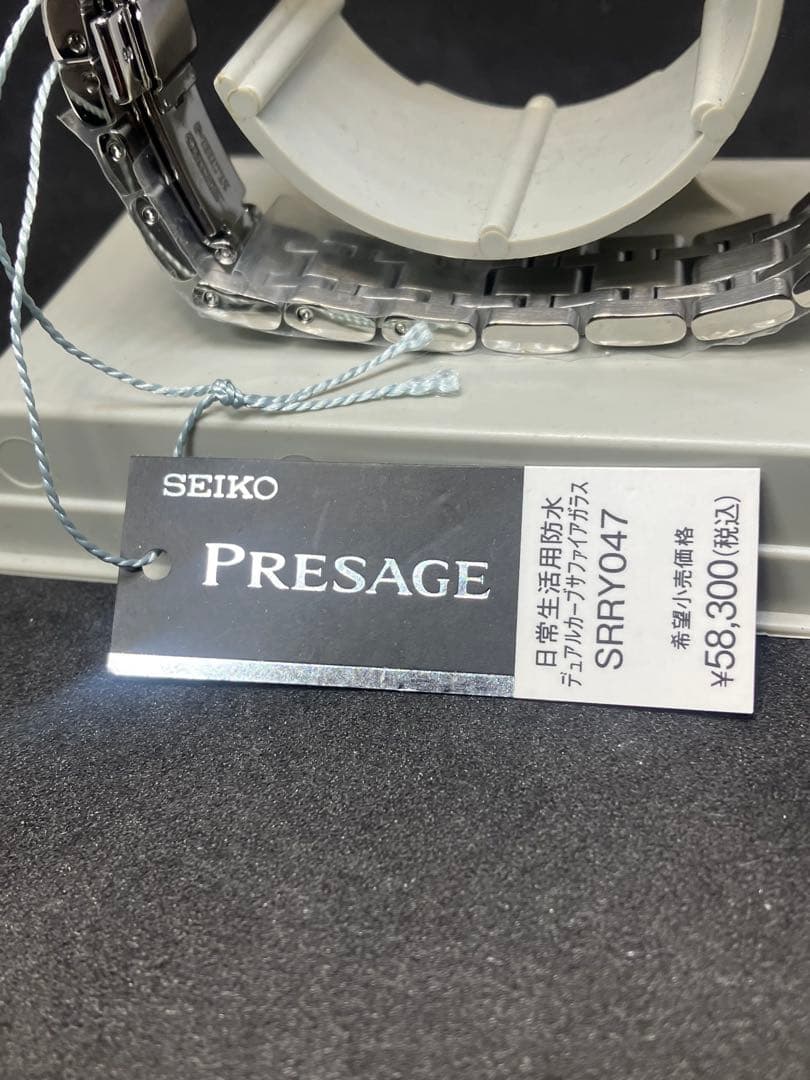 SEIKO
PRESAGE
日常生活用防水
デュアルカーブサファイアガラス
SRRY047
希望小売価格
¥58,300(税込)